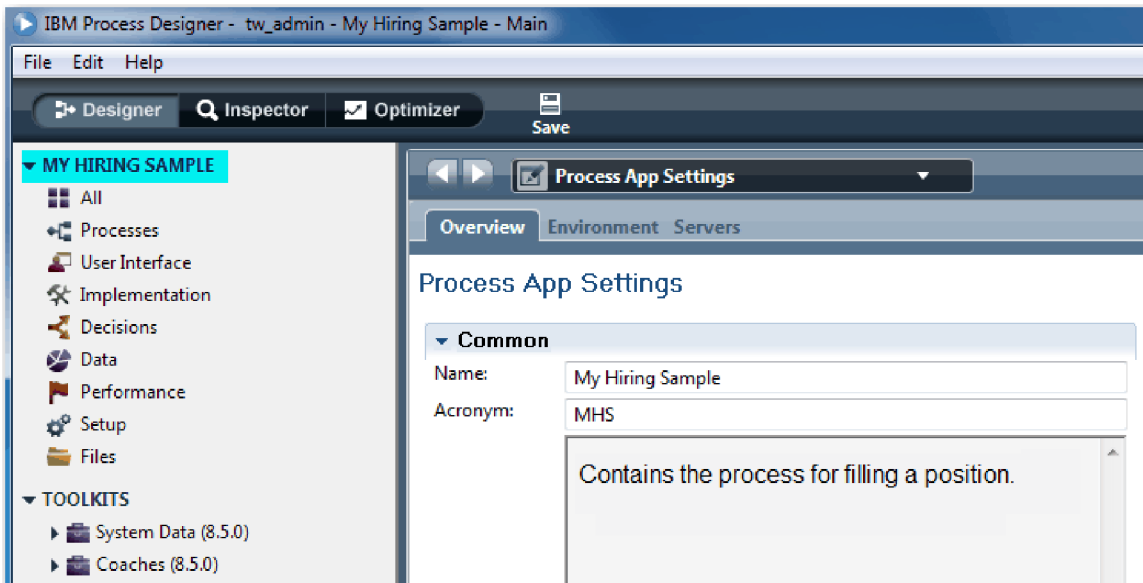 IBM Process Designer - tw_admin - My Hiring Sample - Main
File Edit Help
Designer Inspector Optimizer Save
MY HIRING SAMPLE
All
Processes
User Interface
Implementation
Decisions
Data
Performance
Setup
Files
TOOLKITS
System Data (8.5.0)
Coaches (8.5.0)
Process App Settings
Overview Environment Servers
Process App Settings
Common
Name: My Hiring Sample
Acronym: MHS
Contains the process for filling a position.